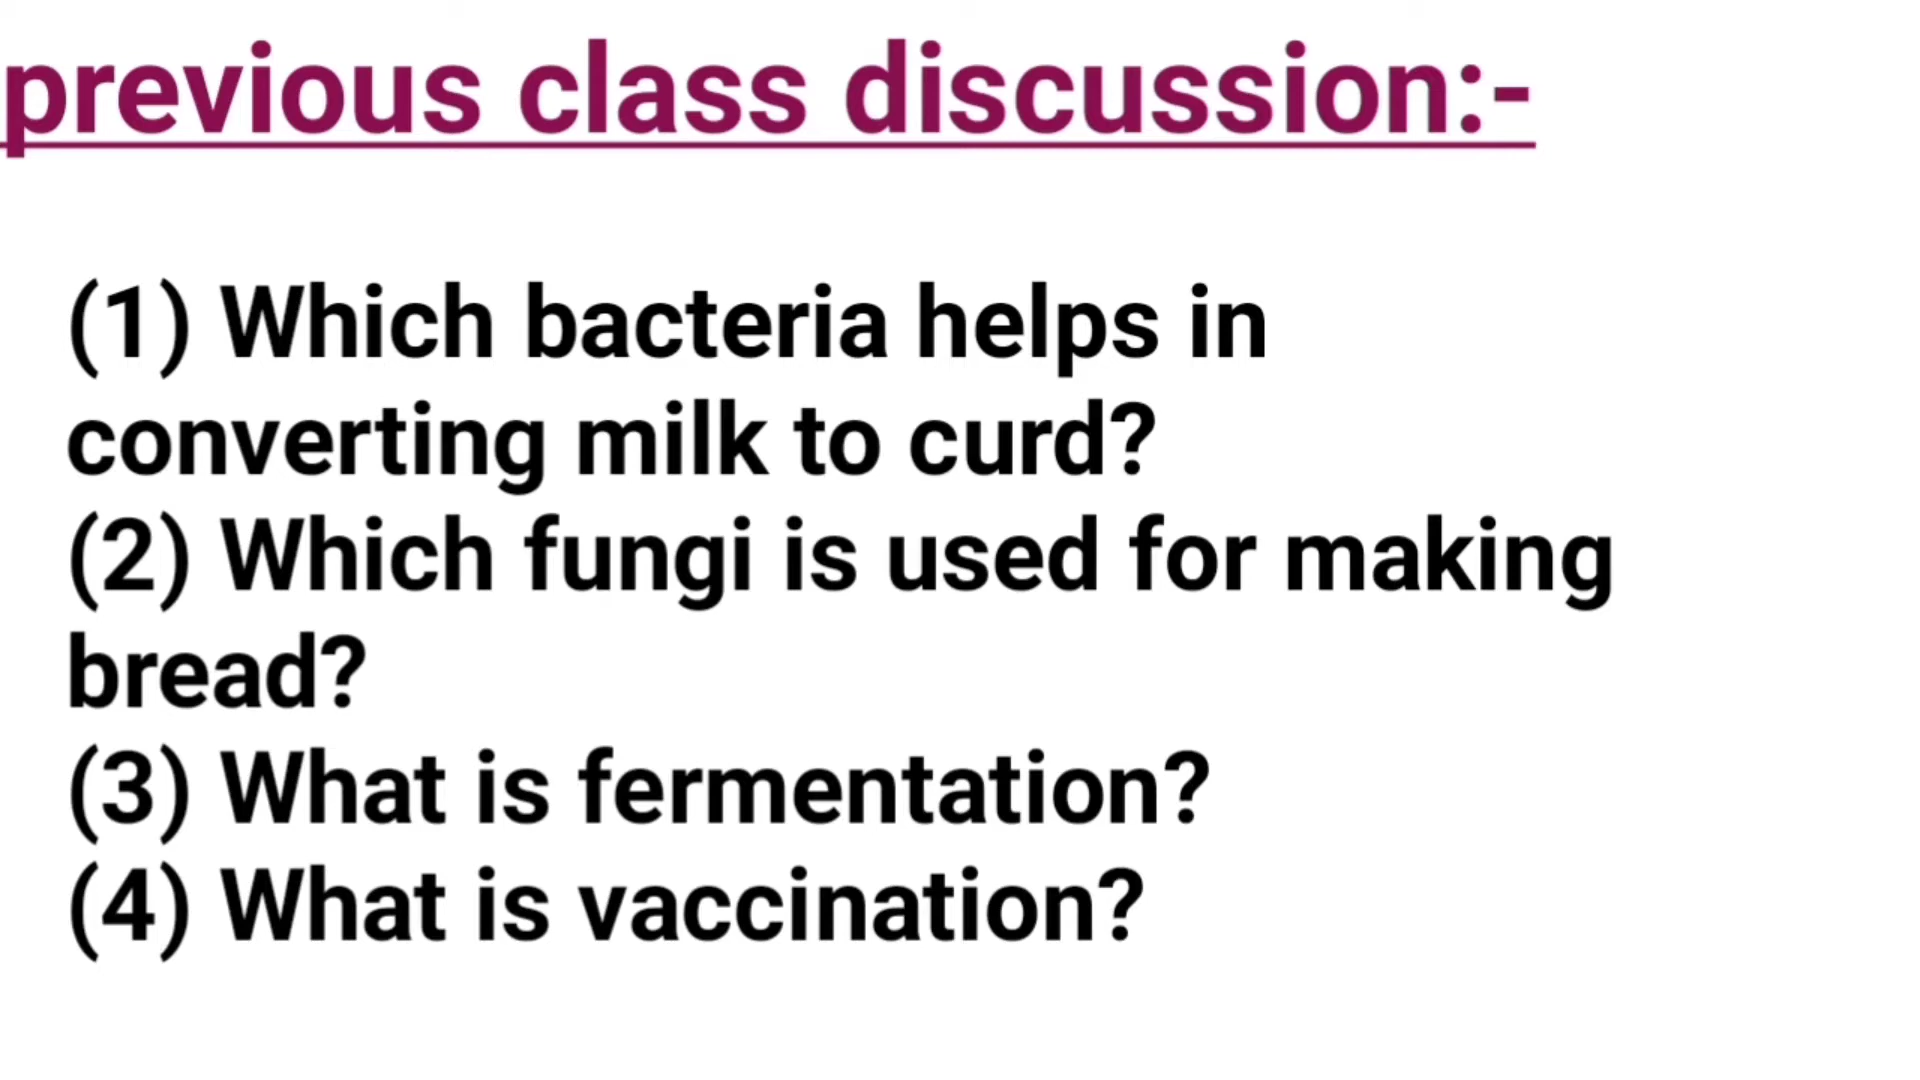 previous class discussion:-
(1) Which bacteria helps in
converting milk to curd?
(2) Which fungi is used for making
bread?
(3) What is fermentation?
(4) What is vaccination?